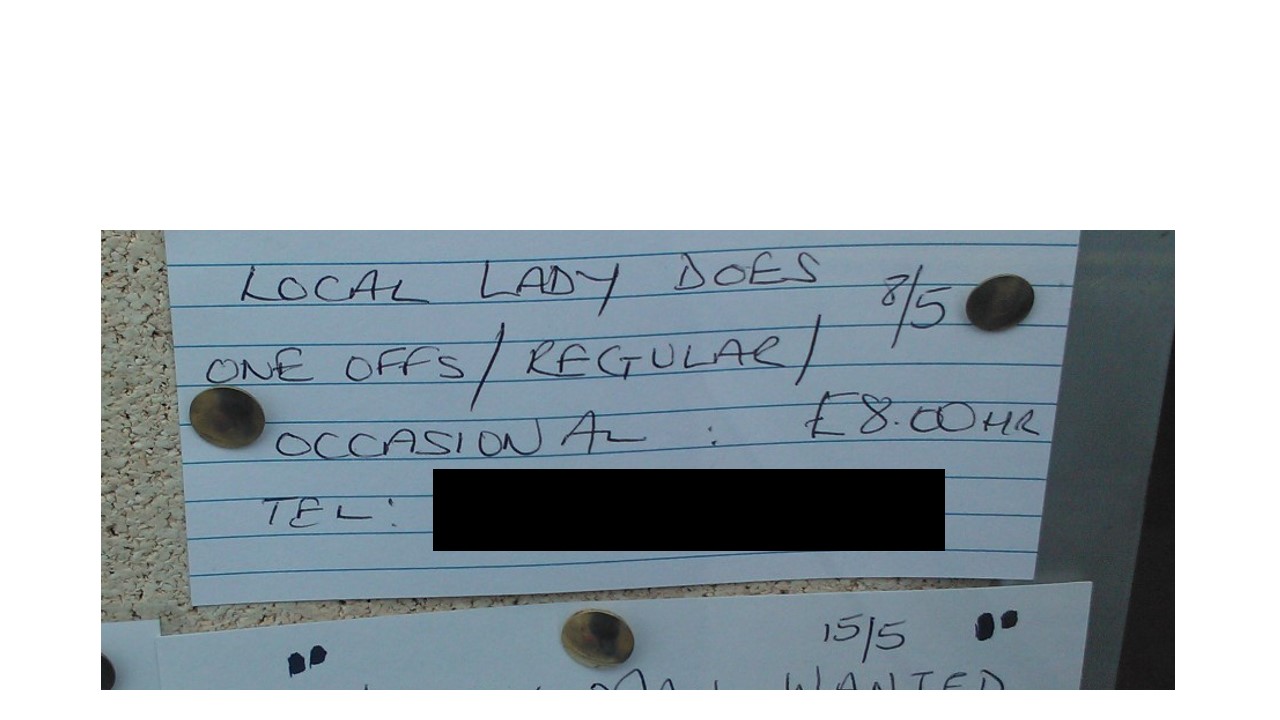 LOCAL LADY DOES 8/5
ONE OFFS/REGULAR/
OCCASIONAL : £8.00HR
TEL:
15/5
WANTED